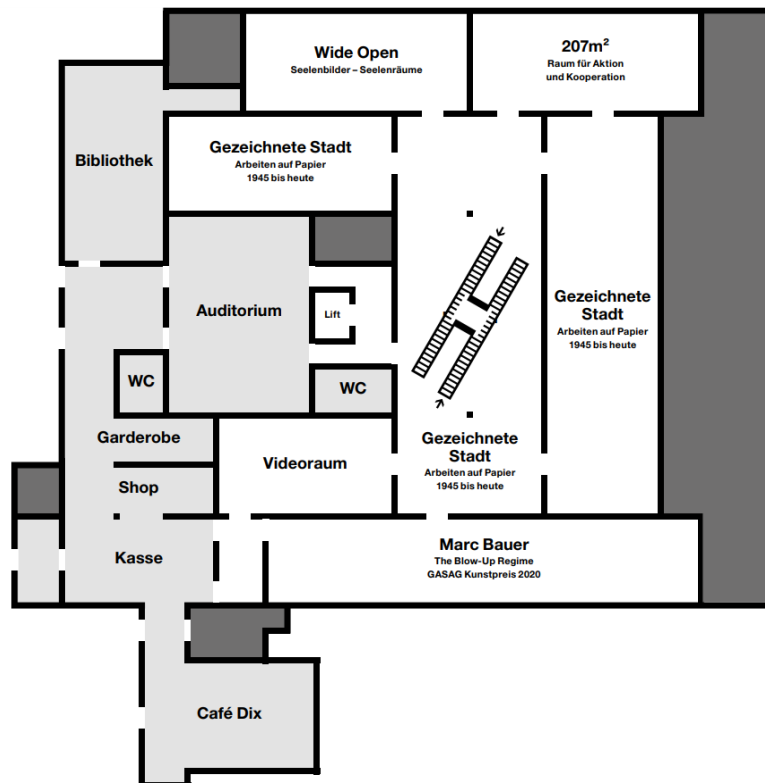 Wide Open
Seelenbilder – Seelenräume
207m²
Raum für Aktion
und Kooperation
Bibliothek
Gezeichnete Stadt
Arbeiten auf Papier
1945 bis heute
Auditorium
Lift
Gezeichnete
Stadt
Arbeiten auf Papier
1945 bis heute
WC
WC
Garderobe
Videoraum
Gezeichnete
Stadt
Arbeiten auf Papier
1945 bis heute
Shop
Kasse
Marc Bauer
The Blow-Up Regime
GASAG Kunstpreis 2020
Café Dix